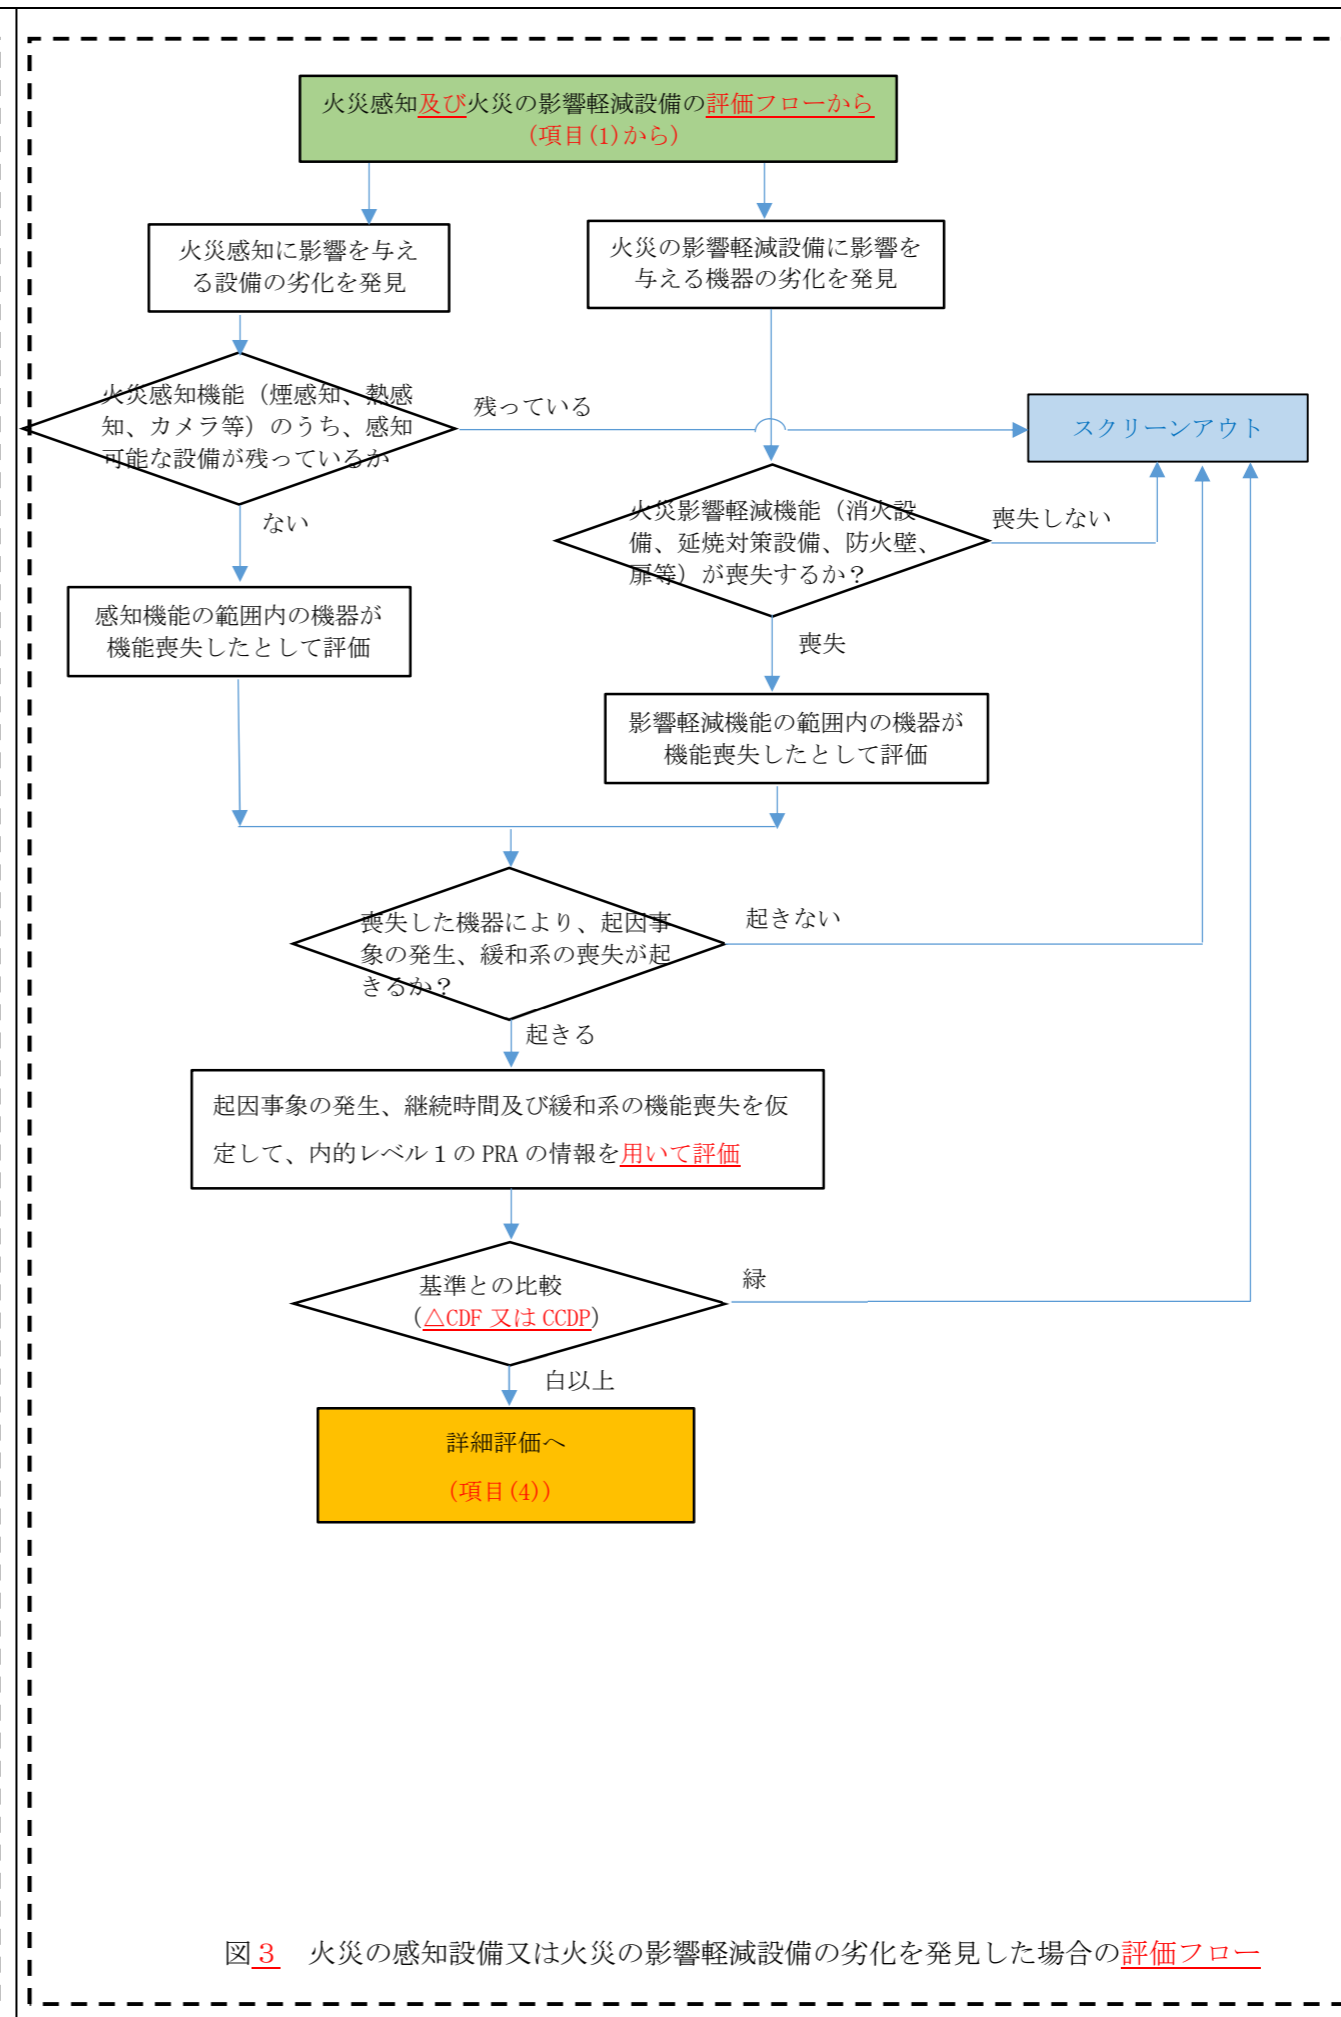 火災感知及び火災の影響軽減設備の評価フローから
(項目(1)から)
火災感知に影響を与え
る設備の劣化を発見
火災の影響軽減設備に影響を
与える機器の劣化を発見
火災感知機能（煙感知、熱感
知、カメラ等）のうち、感知
可能な設備が残っているか
残っている
スクリーンアウト
ない
火災影響軽減機能（消火設
備、延焼対策設備、防火壁、
扉等）が喪失するか？
喪失しない
感知機能の範囲内の機器が
機能喪失したとして評価
喪失
影響軽減機能の範囲内の機器が
機能喪失したとして評価
喪失した機器により、起因事
象の発生、緩和系の喪失が起
きるか？
起きない
起きる
起因事象の発生、継続時間及び緩和系の機能喪失を仮
定して、内的レベル１の PRA の情報を用いて評価
基準との比較
(△CDF 又は CCDP)
緑
白以上
詳細評価へ
(項目(4))
図３　火災の感知設備又は火災の影響軽減設備の劣化を発見した場合の評価フロー